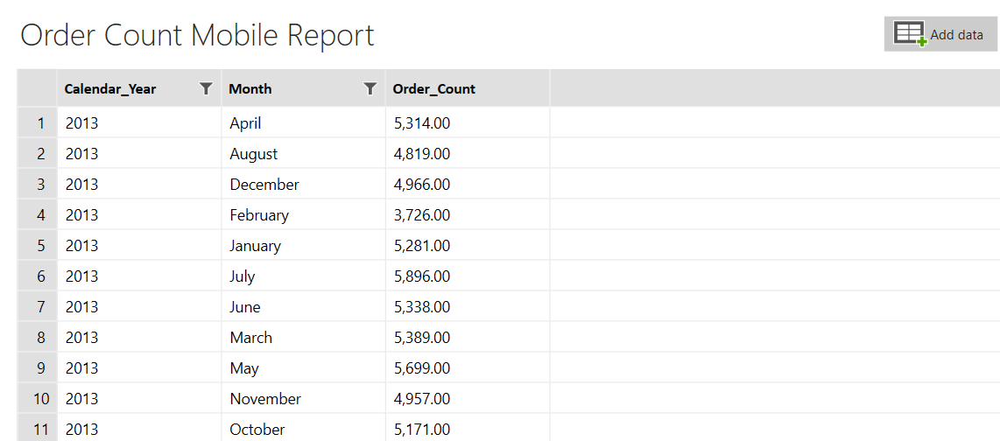 Order Count Mobile Report
Add data
Calendar_Year Month Order_Count
1 2013 April 5,314.00
2 2013 August 4,819.00
3 2013 December 4,966.00
4 2013 February 3,726.00
5 2013 January 5,281.00
6 2013 July 5,896.00
7 2013 June 5,338.00
8 2013 March 5,389.00
9 2013 May 5,699.00
10 2013 November 4,957.00
11 2013 October 5,171.00